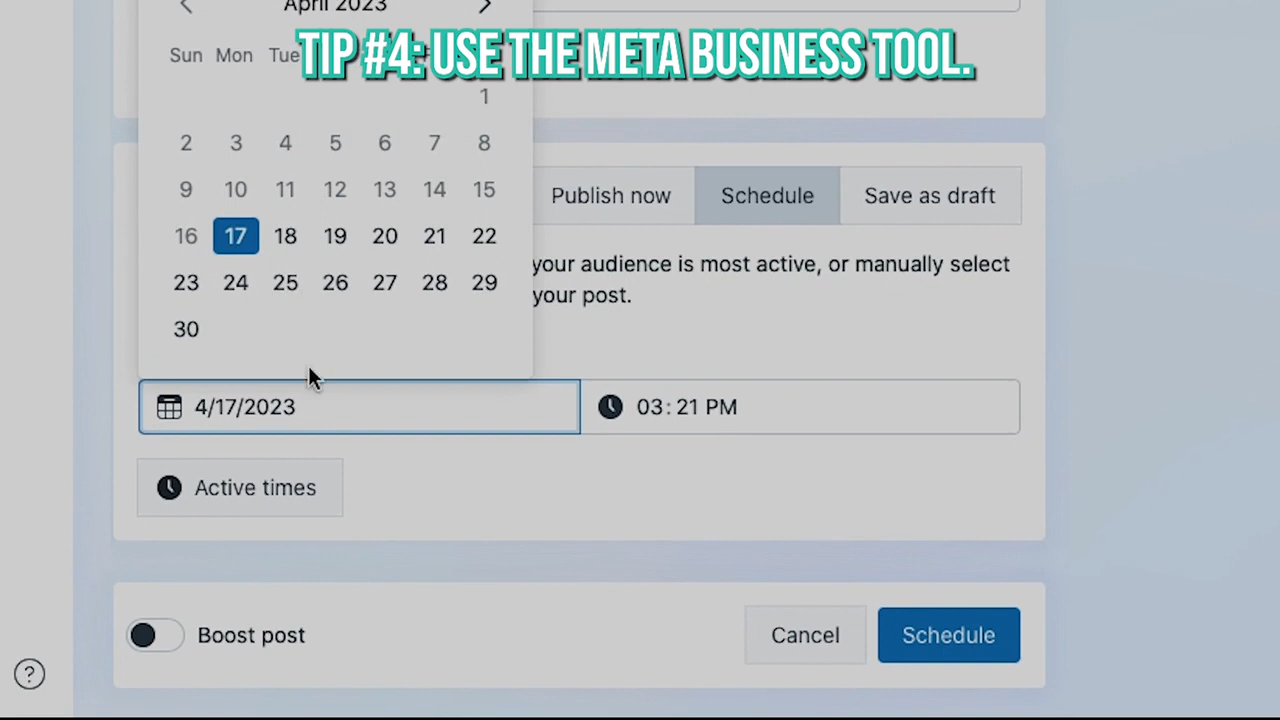 April 2023
TIP #4: USE THE META BUSINESS TOOL.
Sun Mon Tue
1
2 3 4 5 6 7 8
9 10 11 12 13 14 15
16 17 18 19 20 21 22
23 24 25 26 27 28 29
30
Publish now Schedule Save as draft
your audience is most active, or manually select
your post.
4/17/2023 03:21 PM
Active times
Boost post Cancel Schedule
?